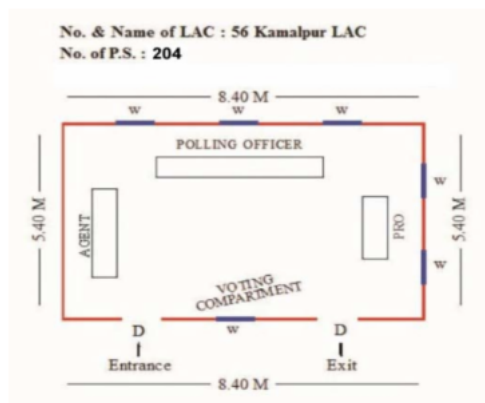 No. & Name of LAC : 56 Kamalpur LAC
No. of P.S. : 204
8.40 M
W W W
POLLING OFFICER
5.40 M
AGENT
PRO
W
5.40 M
W
VOTING
COMPARTMENT
D W D
Entrance Exit
8.40 M